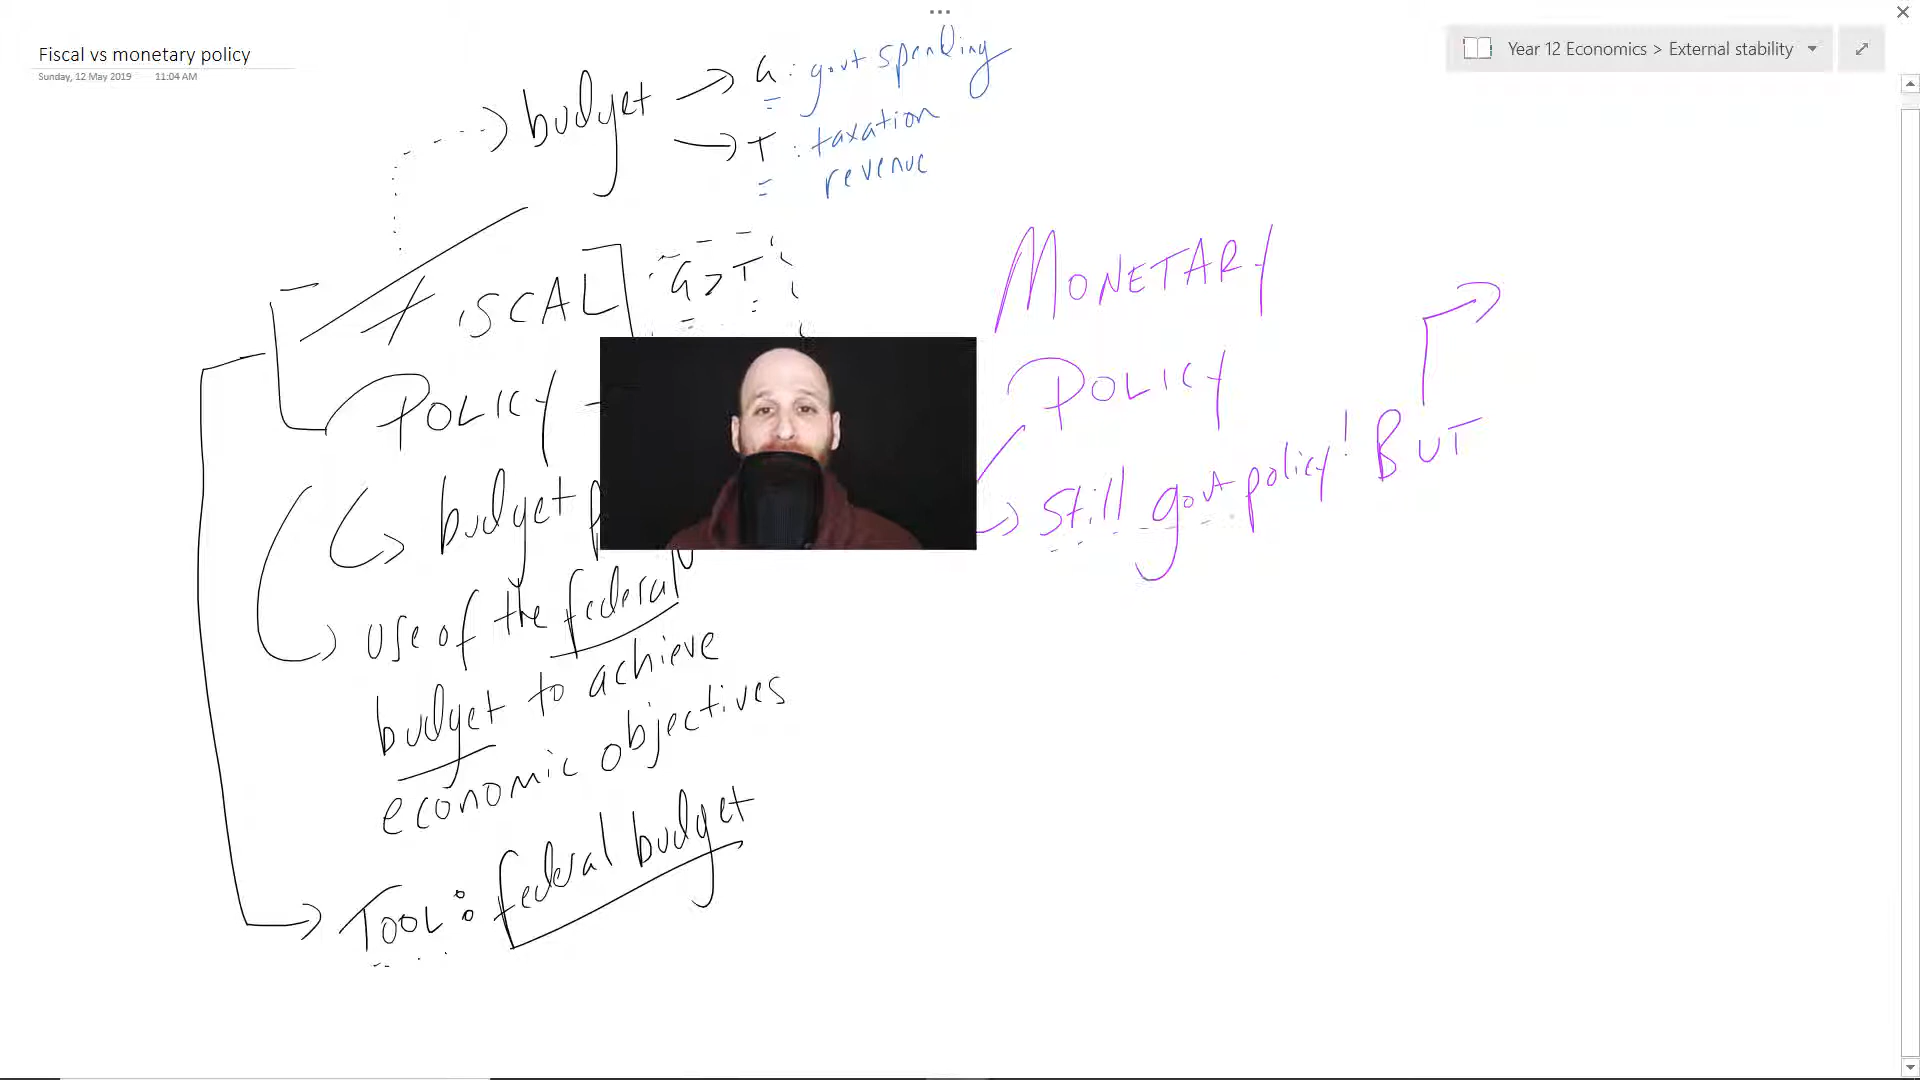 Fiscal vs monetary policy
Sunday, 12 May 2019 11:04 AM
Year 12 Economics > External stability
budget
G : govt spending
T : taxation
revenue
FISCAL
POLICY
G > T
budget
use of the federal
budget to achieve
economic objectives
TOOL : federal budget
MONETARY
POLICY
Still govt policy! BUT